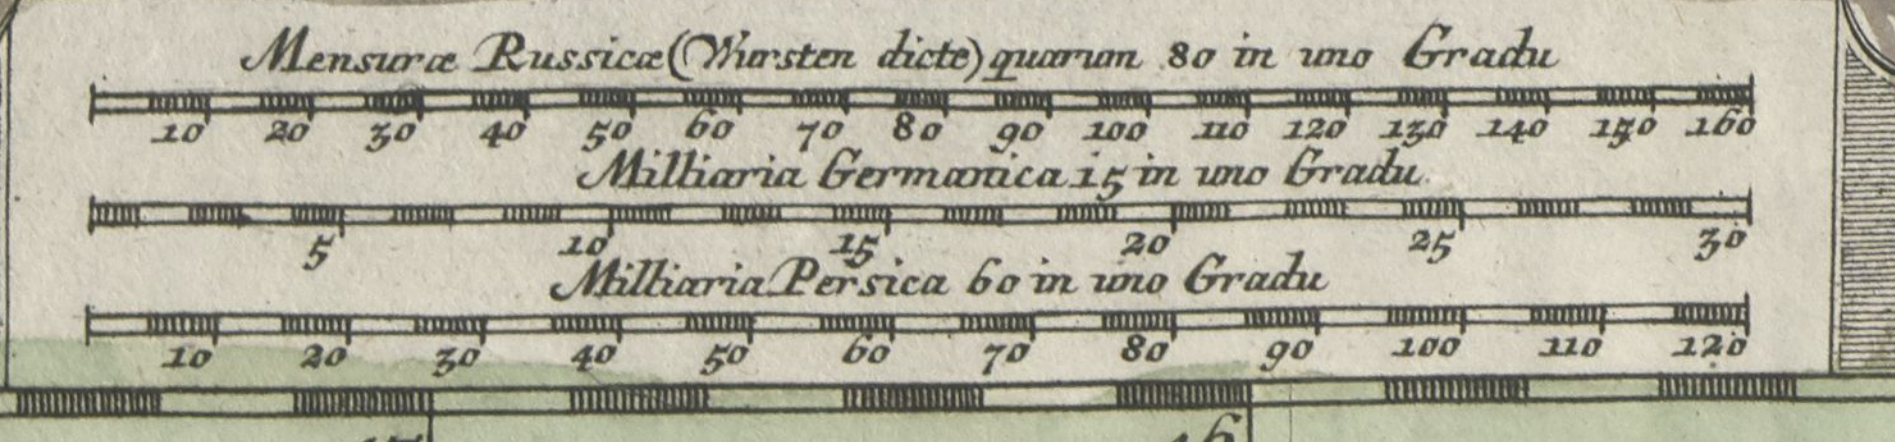 Mensuræ Russicæ (Wursten dicte) quarum 80 in uno Gradu
10 20 30 40 50 60 70 80 90 100 110 120 130 140 150 160
Milliaria Germanica 15 in uno Gradu.
5 10 15 20 25 30
Milliaria Persica 60 in uno Gradu
10 20 30 40 50 60 70 80 90 100 110 120